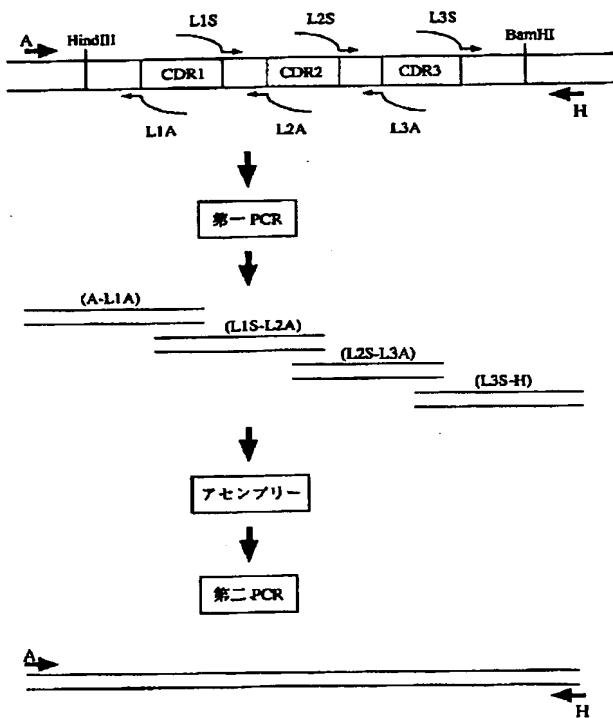 L1S L2S L3S
A HindIII BamHI
CDR1 CDR2 CDR3
L1A L2A L3A H
第一 PCR
(A-L1A)
(L1S-L2A)
(L2S-L3A)
(L3S-H)
アセンブリー
第二 PCR
A
H